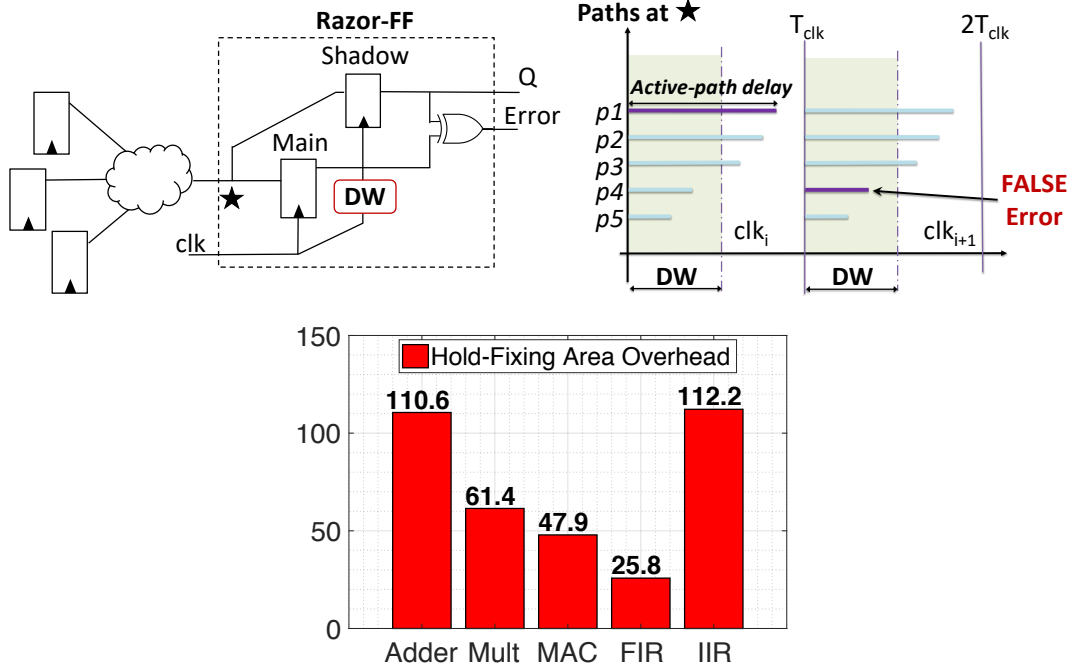 Razor-FF
Shadow
Q
Error
Main
DW
clk
Paths at ★
T_clk
2T_clk
Active-path delay
p1
p2
p3
p4
p5
FALSE
Error
clk_i
clk_{i+1}
DW
DW
Hold-Fixing Area Overhead
150
100
50
0
110.6
61.4
47.9
25.8
112.2
Adder Mult MAC FIR IIR